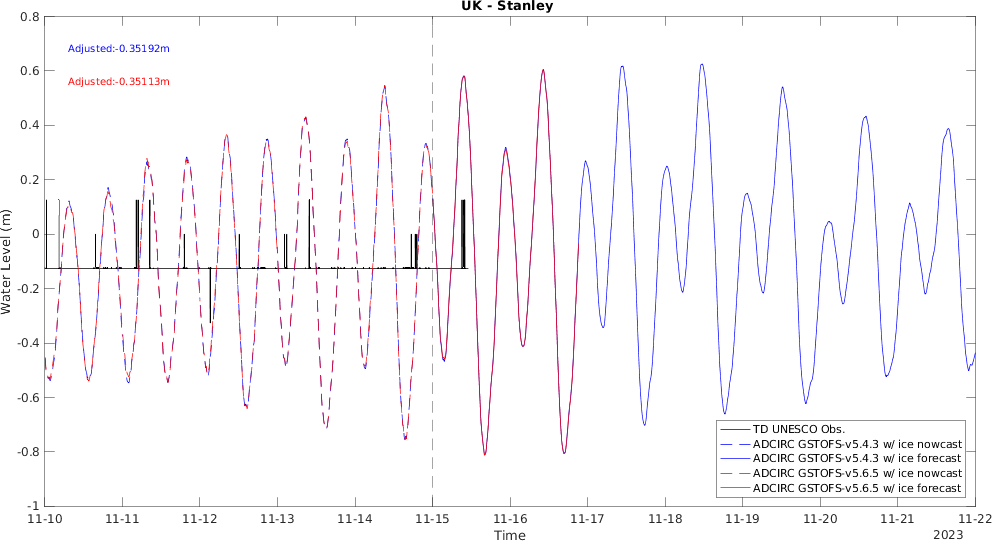 UK - Stanley
Adjusted:-0.35192m
Adjusted:-0.35113m
0.8
0.6
0.4
0.2
0
-0.2
-0.4
-0.6
-0.8
-1
Water Level (m)
TD UNESCO Obs.
ADCIRC GSTOFS-v5.4.3 w/ ice nowcast
ADCIRC GSTOFS-v5.4.3 w/ ice forecast
ADCIRC GSTOFS-v5.6.5 w/ ice nowcast
ADCIRC GSTOFS-v5.6.5 w/ ice forecast
11-10 11-11 11-12 11-13 11-14 11-15 11-16 11-17 11-18 11-19 11-20 11-21 11-22
Time
2023